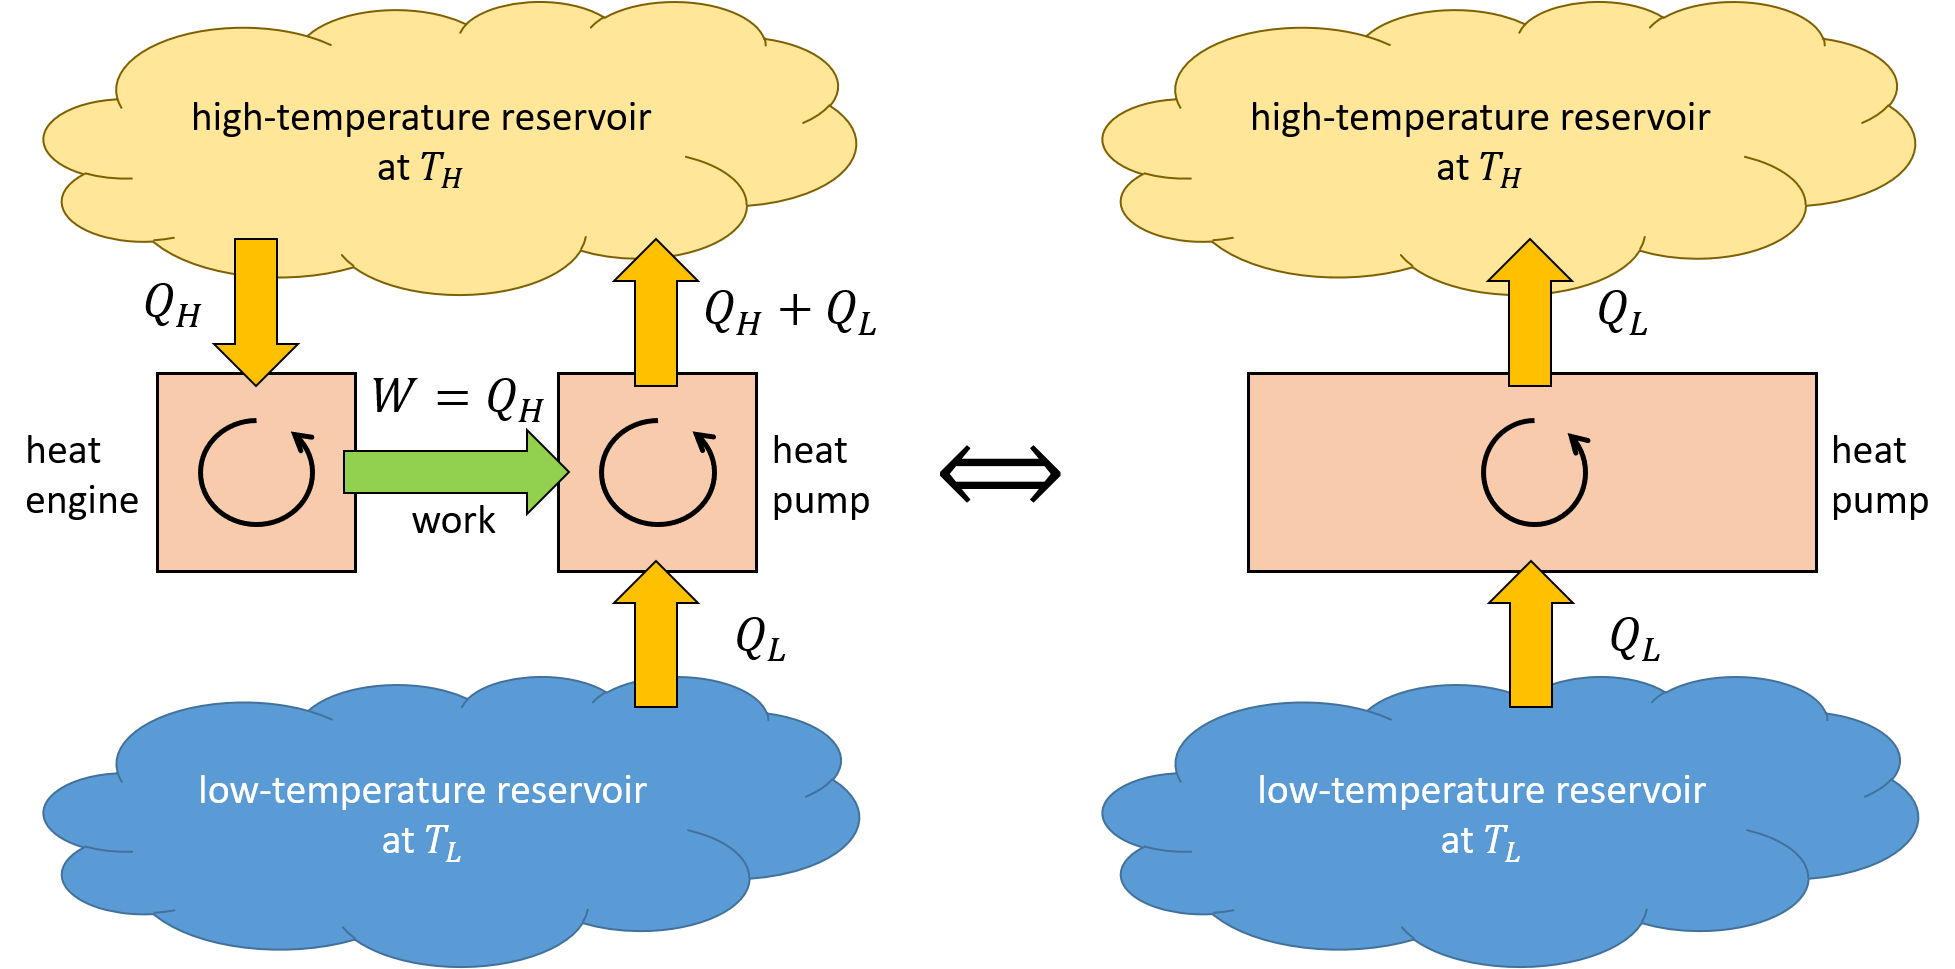 high-temperature reservoir
at T_H
Q_H
Q_H + Q_L
W = Q_H
heat
engine
work
heat
pump
Q_L
low-temperature reservoir
at T_L
high-temperature reservoir
at T_H
Q_L
⟺
heat
pump
Q_L
low-temperature reservoir
at T_L